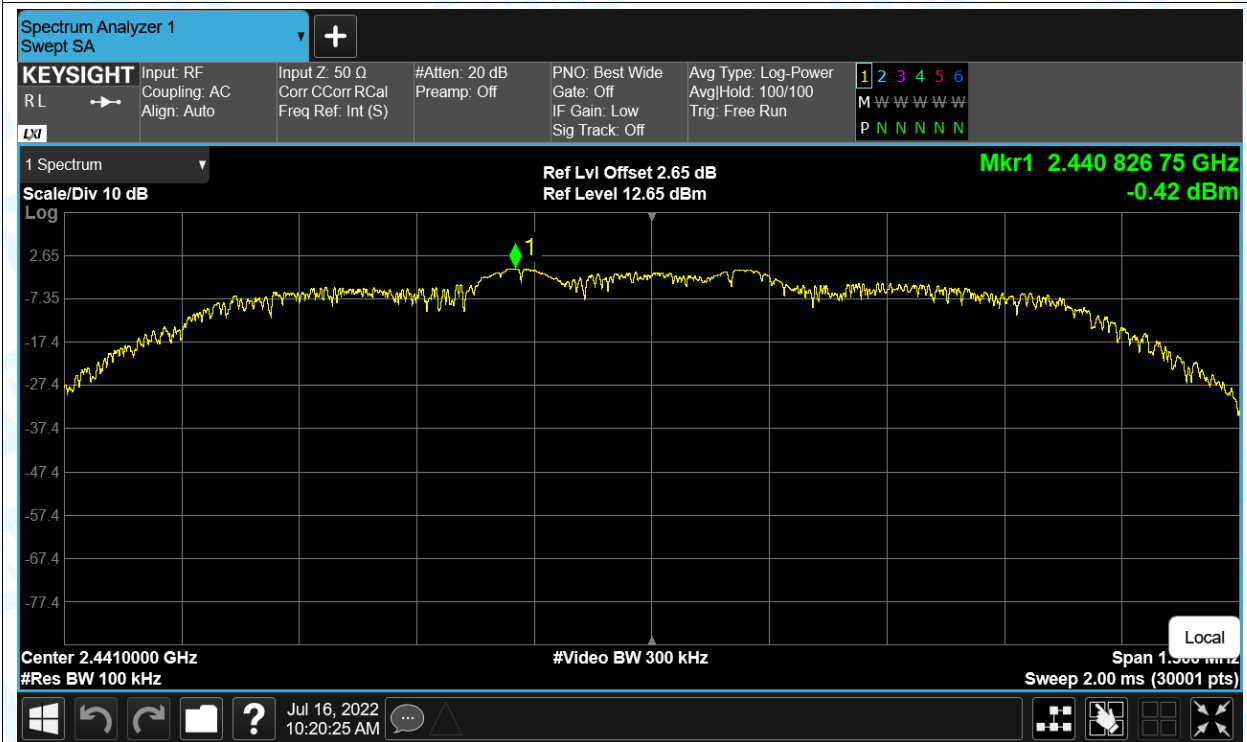 Spectrum Analyzer 1
Swept SA
KEYSIGHT
R L
LXI
Input: RF
Coupling: AC
Align: Auto
Input Z: 50 Ω
Corr CCorr RCal
Freq Ref: Int (S)
#Atten: 20 dB
Preamp: Off
PNO: Best Wide
Gate: Off
IF Gain: Low
Sig Track: Off
Avg Type: Log-Power
Avg|Hold: 100/100
Trig: Free Run
1 2 3 4 5 6
M W W W W W
P N N N N N
1 Spectrum
Scale/Div 10 dB
Log
Ref Lvl Offset 2.65 dB
Ref Level 12.65 dBm
Mkr1 2.440 826 75 GHz
-0.42 dBm
1
2.65
-7.35
-17.4
-27.4
-37.4
-47.4
-57.4
-67.4
-77.4
Local
Center 2.4410000 GHz
#Video BW 300 kHz
Span 1.500 MHz
#Res BW 100 kHz
Sweep 2.00 ms (30001 pts)
?
Jul 16, 2022
10:20:25 AM